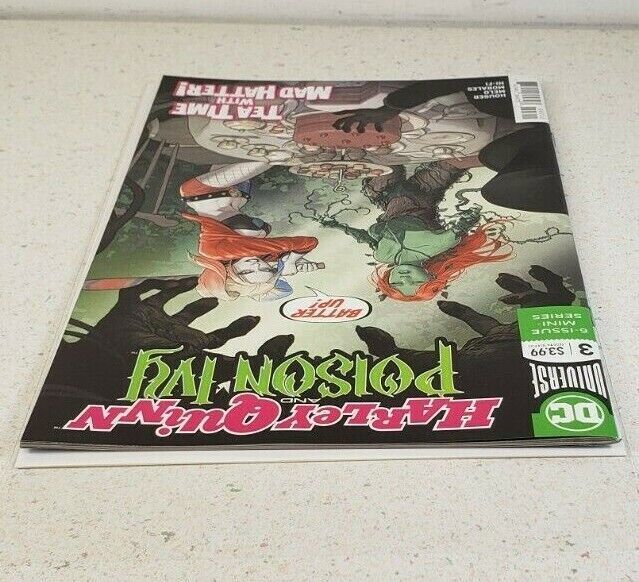 DC
UNIVERSE
3
$3.99
6-ISSUE
MINI-
SERIES
HARLEY QUINN
AND
POISON IVY
BATTER
UP!
TEA TIME
WITH
MAD HATTER!
HOUSER
MELO
MORALES
HI-FI